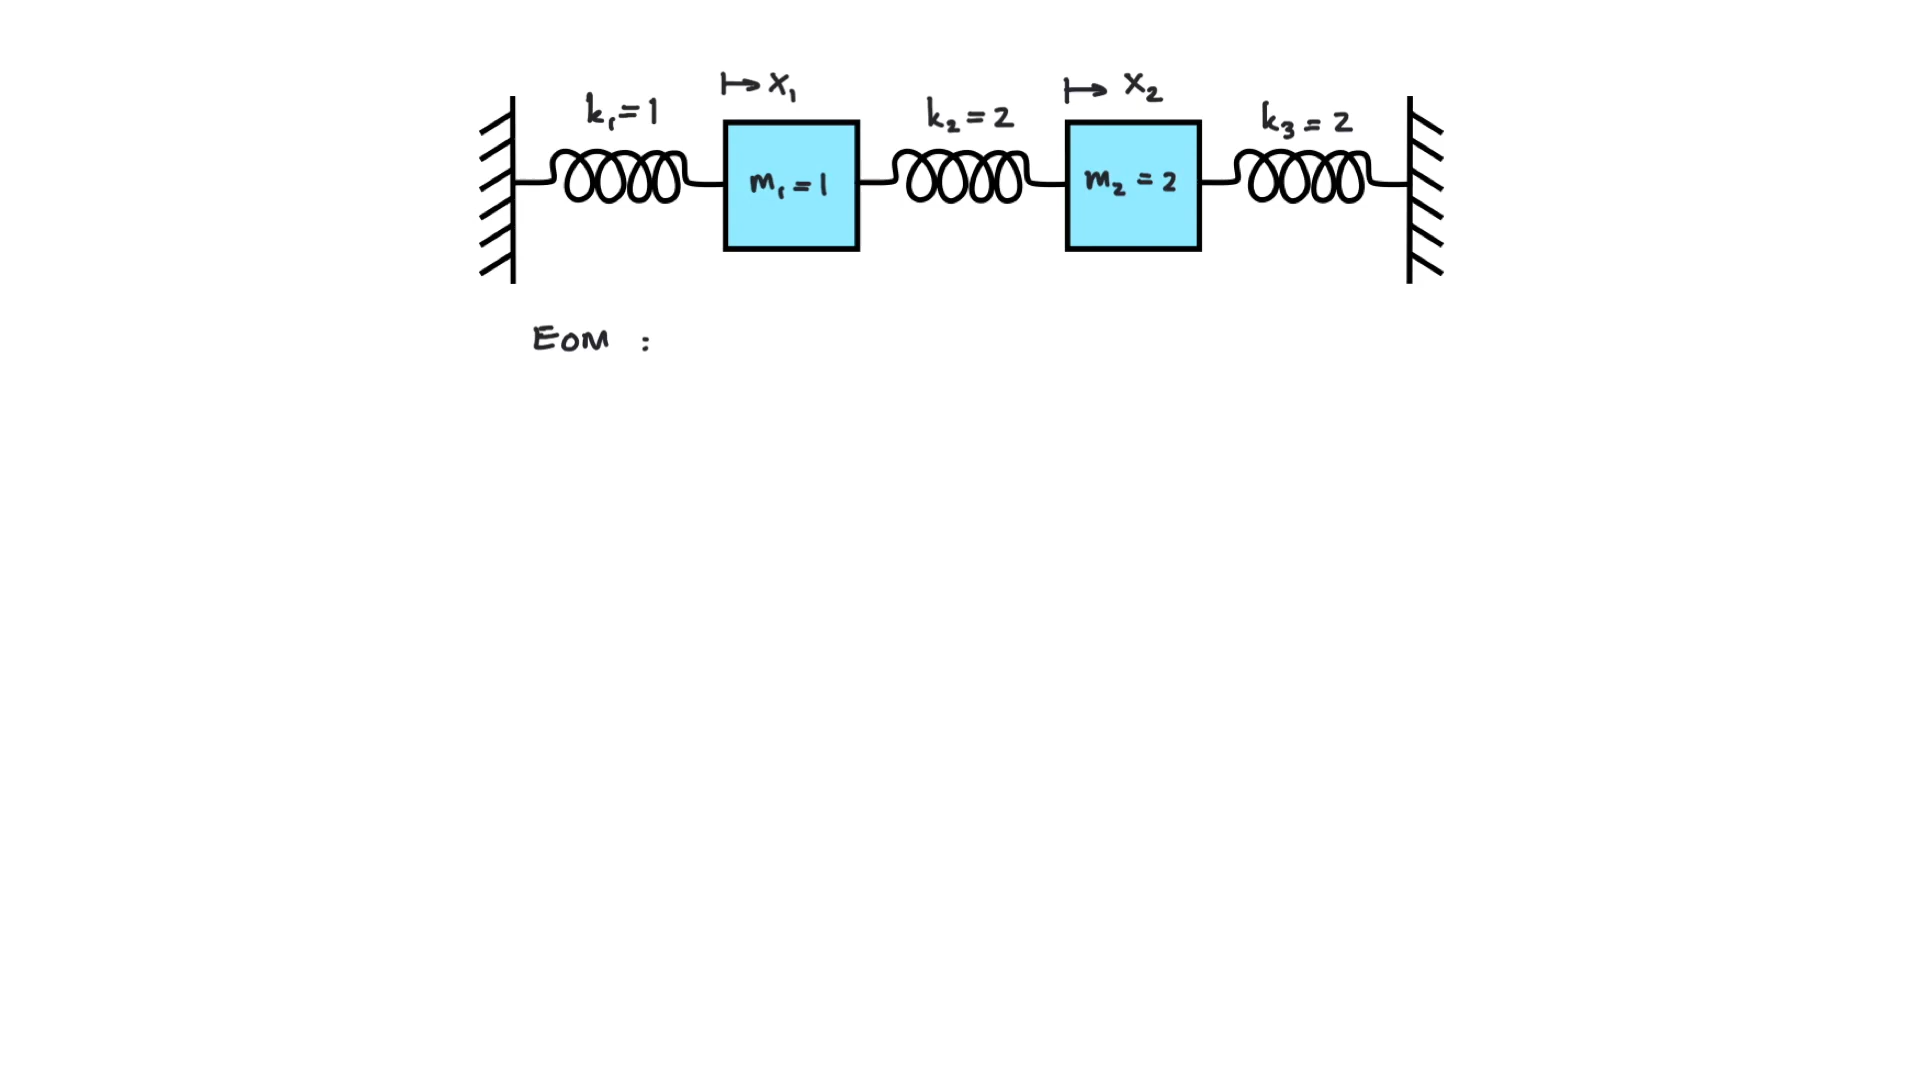 x₁ x₂
k₁ = 1 k₂ = 2 k₃ = 2
m₁ = 1 m₂ = 2
EOM :